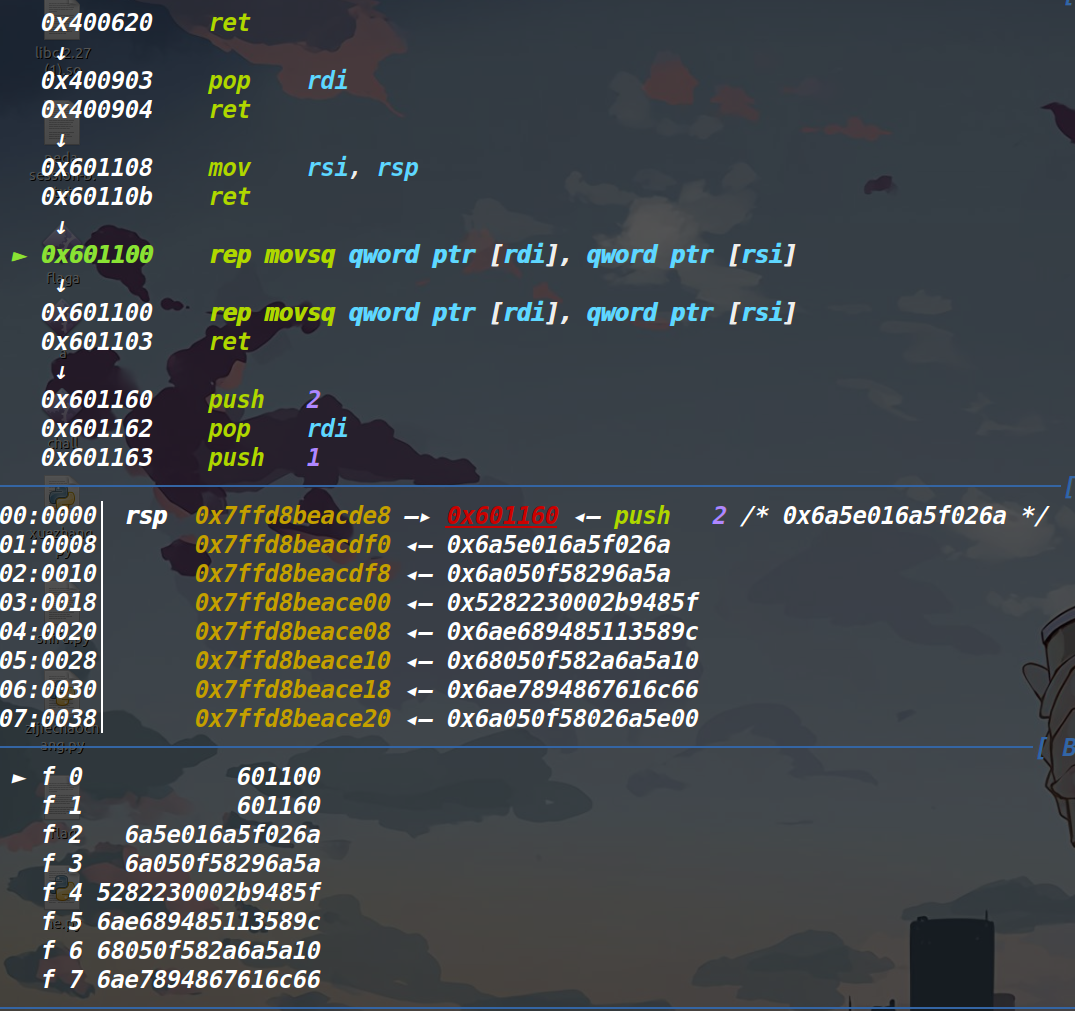 0x400620 ret
↓
0x400903 pop rdi
0x400904 ret
↓
0x601108 mov rsi, rsp
0x60110b ret
↓
► 0x601100 rep movsq qword ptr [rdi], qword ptr [rsi]
↓
0x601100 rep movsq qword ptr [rdi], qword ptr [rsi]
0x601103 ret
↓
0x601160 push 2
0x601162 pop rdi
0x601163 push 1
[
00:0000│ rsp 0x7ffd8beacde8 —▸ 0x601160 ◂— push 2 /* 0x6a5e016a5f026a */
01:0008│ 0x7ffd8beacdf0 ◂— 0x6a5e016a5f026a
02:0010│ 0x7ffd8beacdf8 ◂— 0x6a050f58296a5a
03:0018│ 0x7ffd8beace00 ◂— 0x5282230002b9485f
04:0020│ 0x7ffd8beace08 ◂— 0x6ae689485113589c
05:0028│ 0x7ffd8beace10 ◂— 0x68050f582a6a5a10
06:0030│ 0x7ffd8beace18 ◂— 0x6ae7894867616c66
07:0038│ 0x7ffd8beace20 ◂— 0x6a050f58026a5e00
[ B
► f 0 601100
f 1 601160
f 2 6a5e016a5f026a
f 3 6a050f58296a5a
f 4 5282230002b9485f
f 5 6ae689485113589c
f 6 68050f582a6a5a10
f 7 6ae7894867616c66